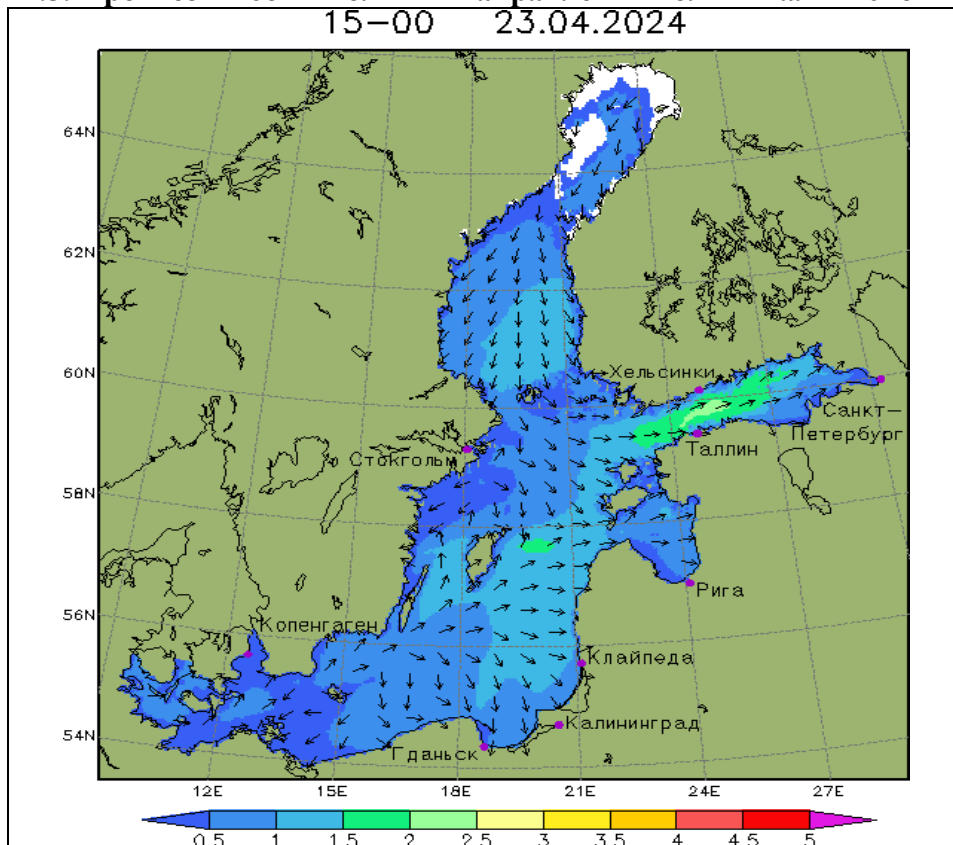 15-00 23.04.2024
64N
62N
60N
58N
56N
54N
Хельсинки
Санкт-
Петербург
Таллин
Стокгольм
Рига
Копенгаген
Клайпеда
Калининград
Гданьск
12E 15E 18E 21E 24E 27E
0.5 1 1.5 2 2.5 3 3.5 4 4.5 5